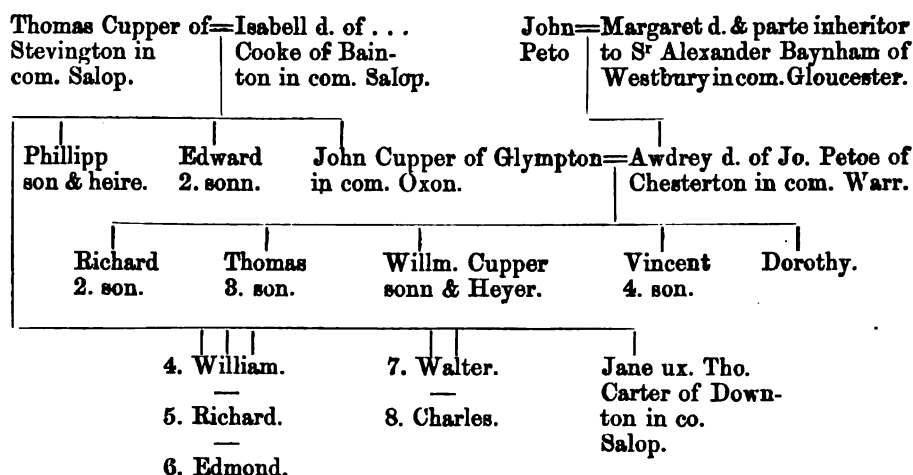 Thomas Cupper of=Isabell d. of . . .
Stevington in Cooke of Bain-
com. Salop. ton in com. Salop.
John=Margaret d. & parte inheritor
Peto to Sr Alexander Baynham of
Westbury in com. Gloucester.
Phillipp
son & heire.
Edward
2. sonn.
John Cupper of Glympton=Awdrey d. of Jo. Petoe of
in com. Oxon. Chesterton in com. Warr.
Richard
2. son.
Thomas
3. son.
Willm. Cupper
sonn & Heyer.
Vincent
4. son.
Dorothy.
4. William.
5. Richard.
6. Edmond.
7. Walter.
8. Charles.
Jane ux. Tho.
Carter of Down-
ton in co.
Salop.